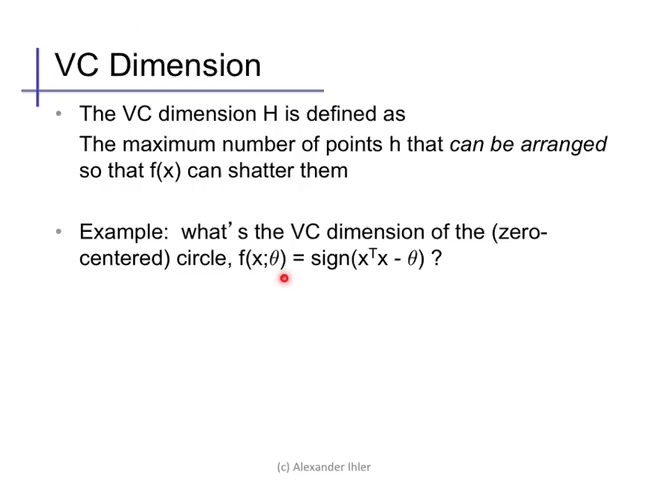 VC Dimension
• The VC dimension H is defined as
The maximum number of points h that can be arranged
so that f(x) can shatter them
• Example: what's the VC dimension of the (zero-
centered) circle, f(x;θ) = sign(xᵀx - θ) ?
(c) Alexander Ihler